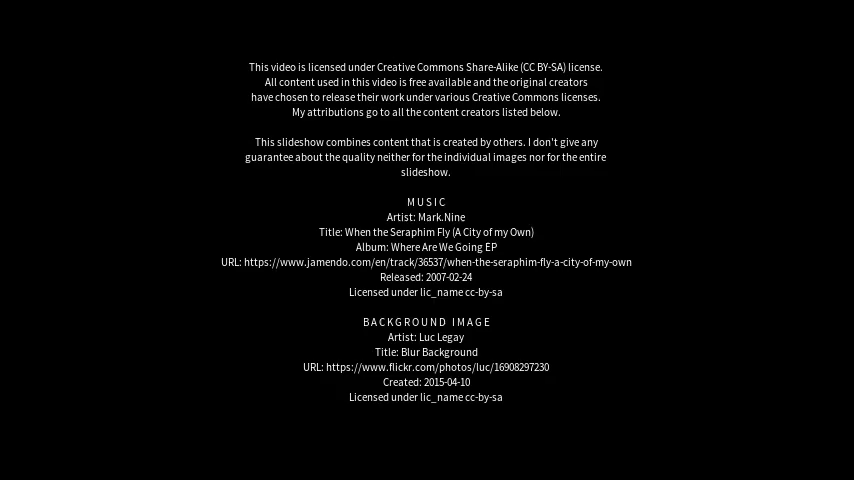 This video is licensed under Creative Commons Share-Alike (CC BY-SA) license.
All content used in this video is free available and the original creators
have chosen to release their work under various Creative Commons licenses.
My attributions go to all the content creators listed below.
This slideshow combines content that is created by others. I don't give any
guarantee about the quality neither for the individual images nor for the entire
slideshow.
MUSIC
Artist: Mark.Nine
Title: When the Seraphim Fly (A City of my Own)
Album: Where Are We Going EP
URL: https://www.jamendo.com/en/track/36537/when-the-seraphim-fly-a-city-of-my-own
Released: 2007-02-24
Licensed under lic_name cc-by-sa
BACKGROUND IMAGE
Artist: Luc Legay
Title: Blur Background
URL: https://www.flickr.com/photos/luc/16908297230
Created: 2015-04-10
Licensed under lic_name cc-by-sa